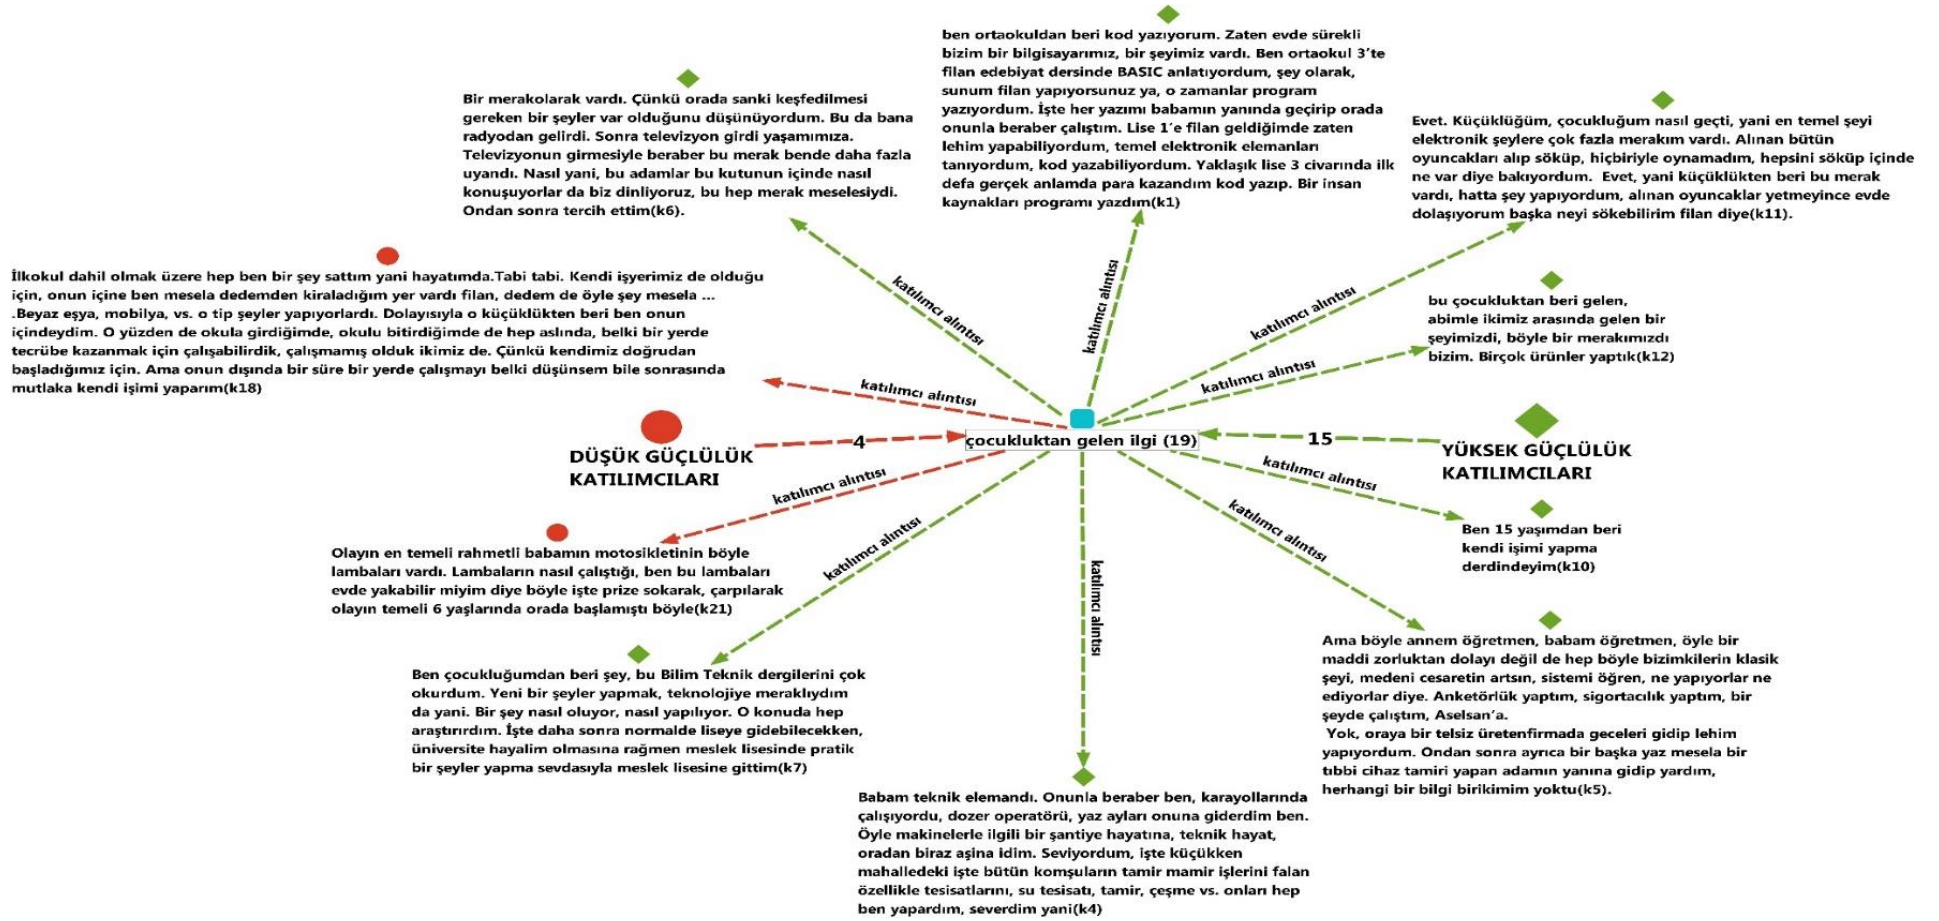 ben ortaokuldan beri kod yazıyorum. Zaten evde sürekli
bizim bir bilgisayarımız, bir şeyimiz vardı. Ben ortaokul 3'te
filan edebiyat dersinde BASIC anlatıyordum, şey olarak,
sunum filan yapıyorsunuz ya, o zamanlar program
yazıyordum. İşte her yazımı babamın yanında geçirip orada
onunla beraber çalıştım. Lise 1'e filan geldiğimde zaten
lehim yapabiliyordum, temel elektronik elemanları
tanıyordum, kod yazabiliyordum. Yaklaşık lise 3 civarında ilk
defa gerçek anlamda para kazandım kod yazıp. Bir insan
kaynakları programı yazdım(k1)
Bir merakolarak vardı. Çünkü orada sanki keşfedilmesi
gereken bir şeyler var olduğunu düşünüyordum. Bu da bana
radyodan gelirdi. Sonra televizyon girdi yaşamımıza.
Televizyonun girmesiyle beraber bu merak bende daha fazla
uyandı. Nasıl yani, bu adamlar bu kutunun içinde nasıl
konuşuyorlar da biz dinliyoruz, bu hep merak meselesiydi.
Ondan sonra tercih ettim(k6).
Evet. Küçüklüğüm, çocukluğum nasıl geçti, yani en temel şeyi
elektronik şeylere çok fazla merakım vardı. Alınan bütün
oyuncakları alıp söküp, hiçbiriyle oynamadım, hepsini söküp içinde
ne var diye bakıyordum.  Evet, yani küçüklükten beri bu merak
vardı, hatta şey yapıyordum, alınan oyuncaklar yetmeyince evde
dolaşıyorum başka neyi sökebilirim filan diye(k11).
İlkokul dahil olmak üzere hep ben bir şey sattım yani hayatımda.Tabi tabi. Kendi işyerimiz de olduğu
için, onun içine ben mesela dedemden kiraladığım yer vardı filan, dedem de öyle şey mesela ...
.Beyaz eşya, mobilya, vs. o tip şeyler yapıyorlardı. Dolayısıyla o küçüklükten beri ben onun
içindeydim. O yüzden de okula girdiğimde, okulu bitirdiğimde de hep aslında, belki bir yerde
tecrübe kazanmak için çalışabilirdik, çalışmamış olduk ikimiz de. Çünkü kendimiz doğrudan
başladığımız için. Ama onun dışında bir süre bir yerde çalışmayı belki düşünsem bile sonrasında
mutlaka kendi işimi yaparım(k18)
bu çocukluktan beri gelen,
abimle ikimiz arasında gelen bir
şeyimizdi, böyle bir merakımızdı
bizim. Birçok ürünler yaptık(k12)
katılımcı alıntısı
katılımcı alıntısı
katılımcı alıntısı
katılımcı alıntısı
katılımcı alıntısı
DÜŞÜK GÜÇLÜLÜK
KATILIMCILARI
4
çocukluktan gelen ilgi (19)
15
YÜKSEK GÜÇLÜLÜK
KATILIMCILARI
katılımcı alıntısı
katılımcı alıntısı
katılımcı alıntısı
katılımcı alıntısı
katılımcı alıntısı
Ben 15 yaşımdan beri
kendi işimi yapma
derdindeyim(k10)
Olayın en temeli rahmetli babamın motosikletinin böyle
lambaları vardı. Lambaların nasıl çalıştığı, ben bu lambaları
evde yakabilir miyim diye böyle işte prize sokarak, çarpılarak
olayın temeli 6 yaşlarında orada başlamıştı böyle(k21)
Ama böyle annem öğretmen, babam öğretmen, öyle bir
maddi zorluktan dolayı değil de hep böyle bizimkilerin klasik
şeyi, medeni cesaretin artsın, sistemi öğren, ne yapıyorlar ne
ediyorlar diye. Anketörlük yaptım, sigortacılık yaptım, bir
şeyde çalıştım, Aselsan'a.
Yok, oraya bir telsiz üretenfirmada geceleri gidip lehim
yapıyordum. Ondan sonra ayrıca bir başka yaz mesela bir
tıbbi cihaz tamiri yapan adamın yanına gidip yardım,
herhangi bir bilgi birikimim yoktu(k5).
Ben çocukluğumdan beri şey, bu Bilim Teknik dergilerini çok
okurdum. Yeni bir şeyler yapmak, teknolojiye meraklıydım
da yani. Bir şey nasıl oluyor, nasıl yapılıyor. O konuda hep
araştırırdım. İşte daha sonra normalde liseye gidebilecekken,
üniversite hayalim olmasına rağmen meslek lisesinde pratik
bir şeyler yapma sevdasıyla meslek lisesine gittim(k7)
Babam teknik elemandı. Onunla beraber ben, karayollarında
çalışıyordu, dozer operatörü, yaz ayları onuna giderdim ben.
Öyle makinelerle ilgili bir şantiye hayatına, teknik hayat,
oradan biraz aşina idim. Seviyordum, işte küçükken
mahalledeki işte bütün komşuların tamir mamir işlerini falan
özellikle tesisatlarını, su tesisatı, tamir, çeşme vs. onları hep
ben yapardım, severdim yani(k4)